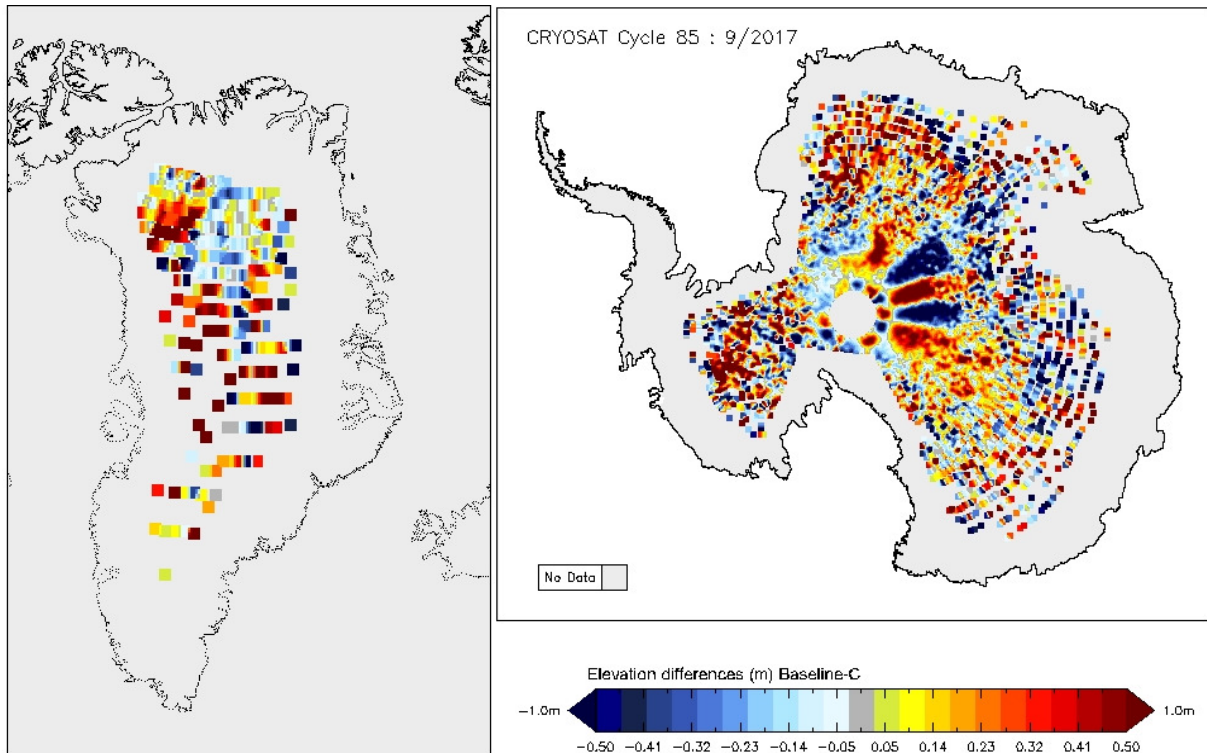 CRYOSAT Cycle 85 : 9/2017
No Data
Elevation differences (m) Baseline-C
-1.0m
1.0m
-0.50 -0.41 -0.32 -0.23 -0.14 -0.05 0.05 0.14 0.23 0.32 0.41 0.50